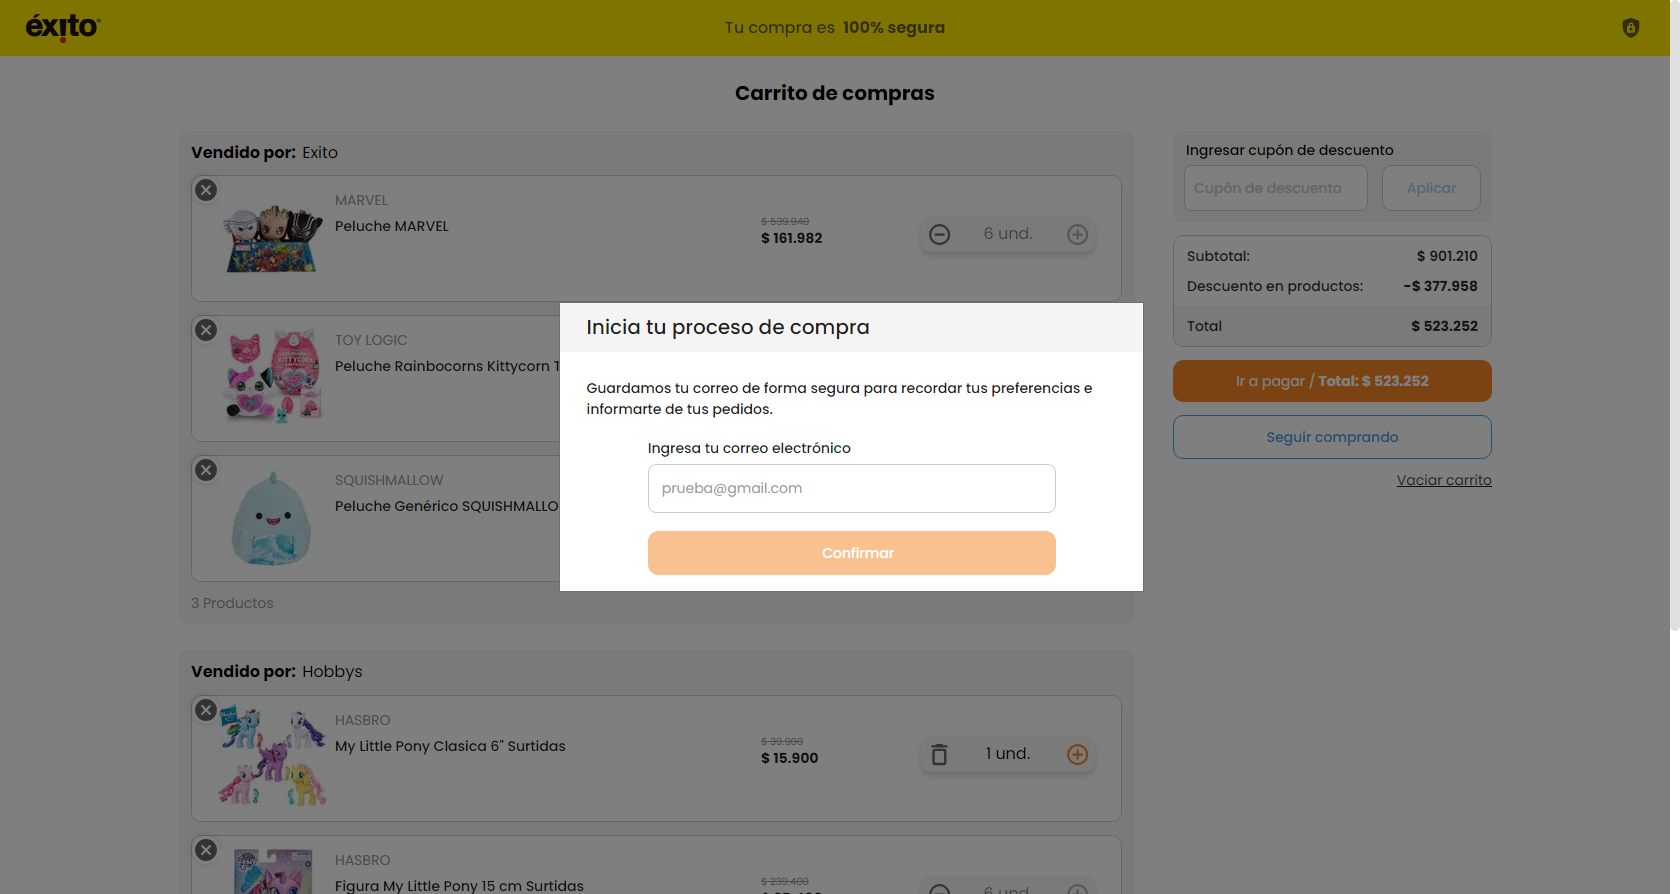 éxito
Tu compra es 100% segura
Carrito de compras
Vendido por: Exito
MARVEL
Peluche MARVEL
$ 539.940
$ 161.982
6 und.
TOY LOGIC
Peluche Rainbocorns Kittycorn
SQUISHMALLOW
Peluche Genérico SQUISHMALLO
3 Productos
Vendido por: Hobbys
HASBRO
My Little Pony Clasica 6" Surtidas
$ 39.900
$ 15.900
1 und.
HASBRO
Figura My Little Pony 15 cm Surtidas
$ 239.400
6 und.
Inicia tu proceso de compra
Guardamos tu correo de forma segura para recordar tus preferencias e
informarte de tus pedidos.
Ingresa tu correo electrónico
prueba@gmail.com
Confirmar
Ingresar cupón de descuento
Cupón de descuento
Aplicar
Subtotal: $ 901.210
Descuento en productos: -$ 377.958
Total $ 523.252
Ir a pagar / Total: $ 523.252
Seguir comprando
Vaciar carrito